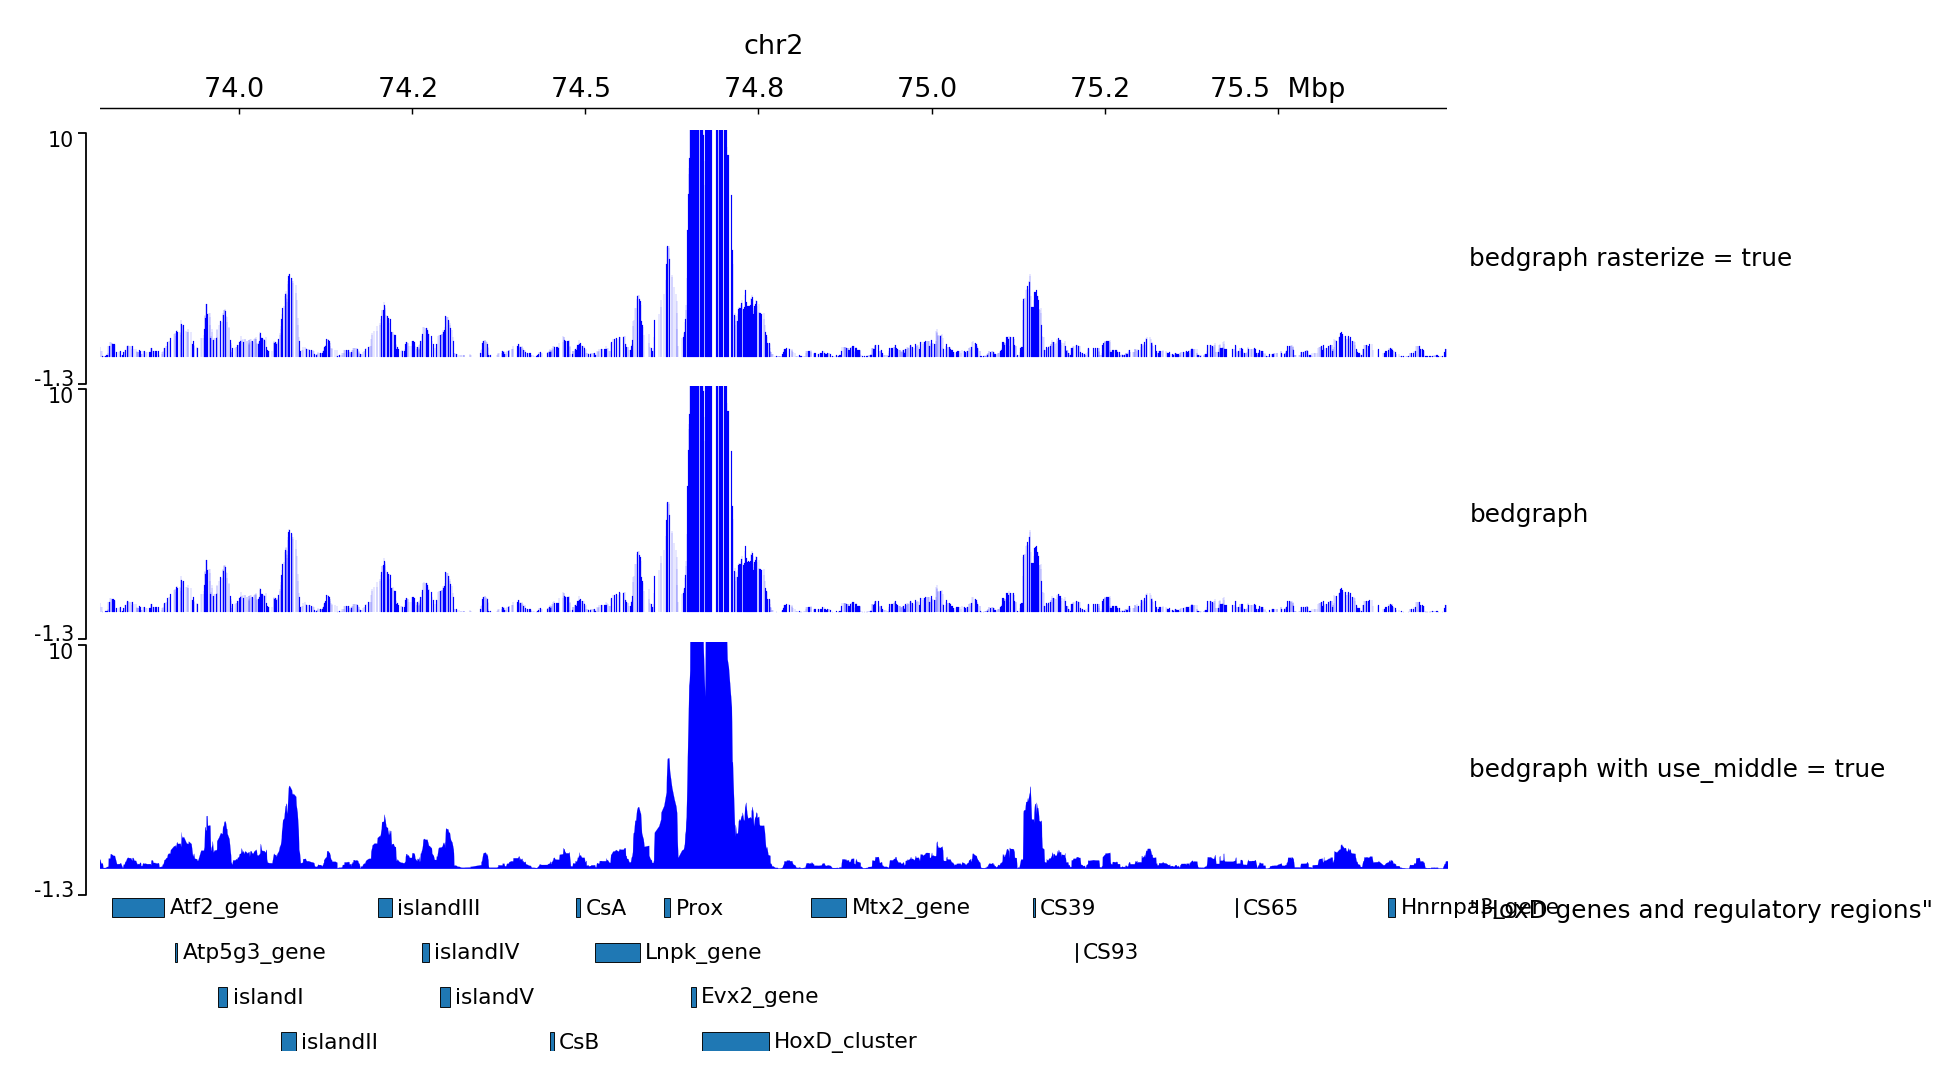 chr2
74.0 74.2 74.5 74.8 75.0 75.2 75.5 Mbp
10
bedgraph rasterize = true
-1.3
10
bedgraph
-1.3
10
bedgraph with use_middle = true
-1.3
Atf2_gene islandIII CsA Prox Mtx2_gene CS39 CS65 Hnrnpa3_gene "HoxD genes and regulatory regions"
Atp5g3_gene islandIV Lnpk_gene CS93
islandI islandV Evx2_gene
islandII CsB HoxD_cluster